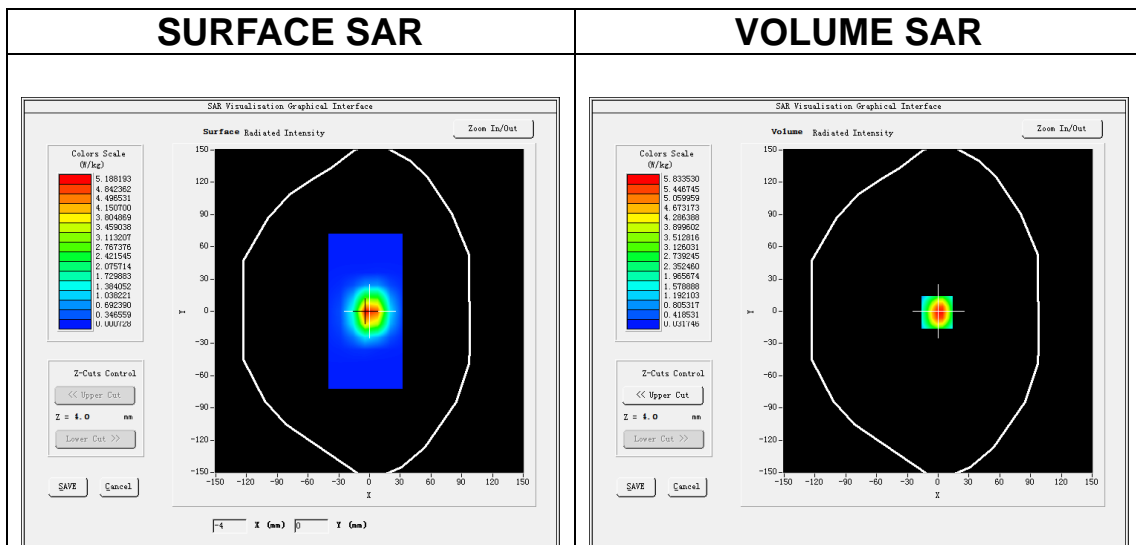 SURFACE SAR
VOLUME SAR
SAR Visualisation Graphical Interface
Surface Radiated Intensity
Zoom In/Out
Colors Scale
(W/kg)
5.188193
4.842362
4.496531
4.150700
3.804869
3.459038
3.113207
2.767376
2.421545
2.075714
1.729883
1.384052
1.038221
0.692390
0.346559
0.000728
150
120
90
60
30
0
-30
-60
-90
-120
-150
Y
-150 -120 -90 -60 -30 0 30 60 90 120 150
X
Z-Cuts Control
<< Upper Cut
Z = 4.0 mm
Lower Cut >>
SAVE Cancel
-4 X (mm) 0 Y (mm)
SAR Visualisation Graphical Interface
Volume Radiated Intensity
Zoom In/Out
Colors Scale
(W/kg)
5.833530
5.446745
5.059959
4.673173
4.286388
3.899602
3.512816
3.126031
2.739245
2.352460
1.965674
1.578888
1.192103
0.805317
0.418531
0.031746
150
120
90
60
30
0
-30
-60
-90
-120
-150
Y
-150 -120 -90 -60 -30 0 30 60 90 120 150
X
Z-Cuts Control
<< Upper Cut
Z = 4.0 mm
Lower Cut >>
SAVE Cancel